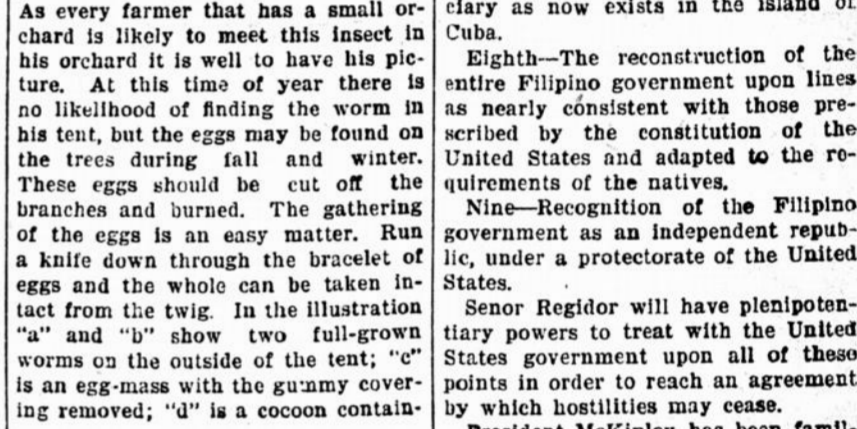 As every farmer that has a small or-
chard is likely to meet this insect in
his orchard it is well to have his pic-
ture. At this time of year there is
no likelihood of finding the worm in
his tent, but the eggs may be found on
the trees during fall and winter.
These eggs should be cut off the
branches and burned. The gathering
of the eggs is an easy matter. Run
a knife down through the bracelet of
eggs and the whole can be taken in-
tact from the twig. In the illustration
"a" and "b" show two full-grown
worms on the outside of the tent; "c"
is an egg-mass with the gummy cover-
ing removed; "d" is a cocoon contain-
ciary as now exists in the island of
Cuba.
Eighth—The reconstruction of the
entire Filipino government upon lines
as nearly consistent with those pre-
scribed by the constitution of the
United States and adapted to the re-
quirements of the natives.
Nine—Recognition of the Filipino
government as an independent repub-
lic, under a protectorate of the United
States.
Senor Regidor will have plenipoten-
tiary powers to treat with the United
States government upon all of these
points in order to reach an agreement
by which hostilities may cease.
President McKinley has been famil-